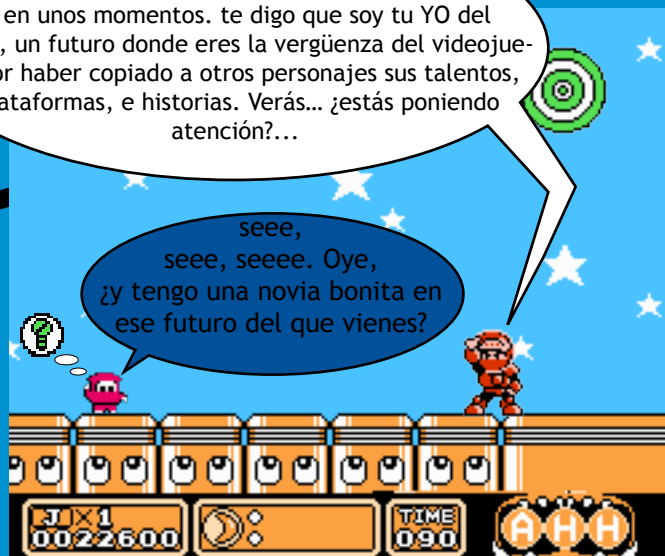 en unos momentos. te digo que soy tu YO del
, un futuro donde eres la vergüenza del videojue-
or haber copiado a otros personajes sus talentos,
ataformas, e historias. Verás... ¿estás poniendo
atención?...
seee,
seee, seeee. Oye,
¿y tengo una novia bonita en
ese futuro del que vienes?
?
J X1
0022600
TIME
090
AHH